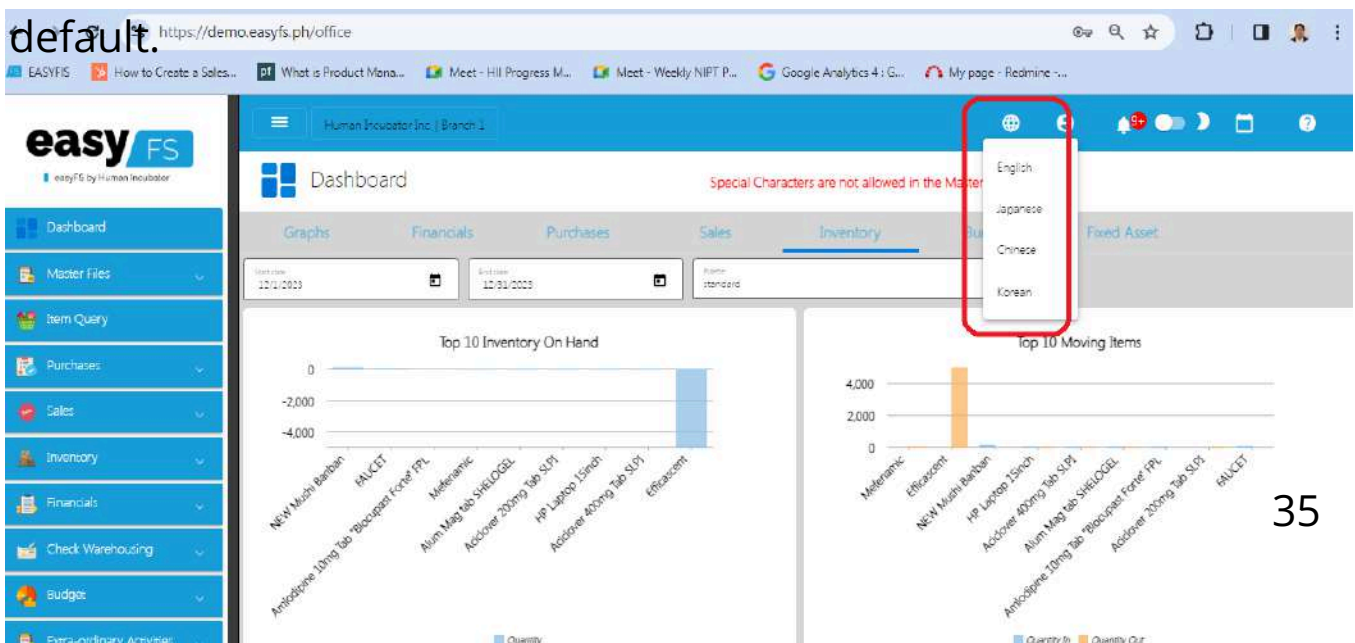 default.
https://demo.easyfs.ph/office
EASYFIS How to Create a Sales... What is Product Mana... Meet - HII Progress M... Meet - Weekly NIPT P... Google Analytics 4 : G... My page - Redmine -...
easy FS
easyFS by Human Incubator
Human Incubator Inc. | Branch 1
9+
English
Japanese
Chinese
Korean
Dashboard
Special Characters are not allowed in the Master
Graphs Financials Purchases Sales Inventory Fixed Asset
Start date
12/1/2023
End date
12/31/2023
Name
standard
Dashboard
Master Files
Item Query
Purchases
Sales
Inventory
Financials
Check Warehousing
Budget
Extra-ordinary Activities
Top 10 Inventory On Hand
0
-2,000
-4,000
NEW Mushi Banban
FAUCET
Amlodipine 10mg Tab "Blocupast Forte" FPL
Mefenamic
Alum Mag tab SHELOGEL
Aciclover 200mg Tab SLPI
HP Laptop 15inch
Aciclover 400mg Tab SLPI
Efficascent
Quantity
Top 10 Moving Items
4,000
2,000
0
Mefenamic
Efficascent
NEW Mushi Banban
HP Laptop 15inch
Aciclover 400mg Tab SLPI
Alum Mag tab SHELOGEL
Amlodipine 10mg Tab "Blocupast Forte" FPL
Aciclover 200mg Tab SLPI
FAUCET
Quantity In Quantity Out
35